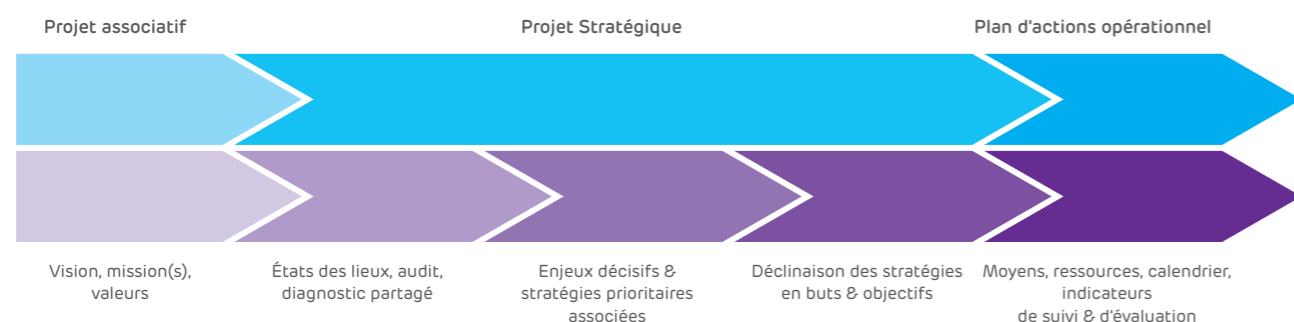 Projet associatif
Projet Stratégique
Plan d'actions opérationnel
Vision, mission(s),
valeurs
États des lieux, audit,
diagnostic partagé
Enjeux décisifs &
stratégies prioritaires
associées
Déclinaison des stratégies
en buts & objectifs
Moyens, ressources, calendrier,
indicateurs
de suivi & d'évaluation